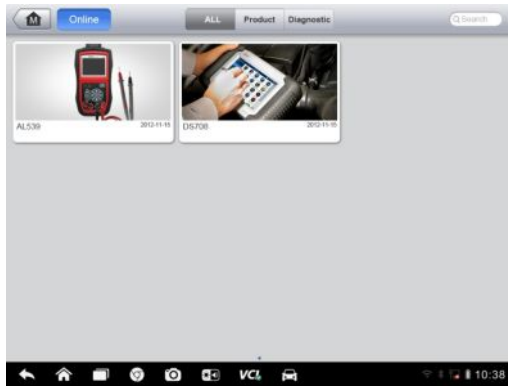 M Online ALL Product Diagnostic Search
AL539 2012-11-15 DS708 2012-11-15
VCI 10:38